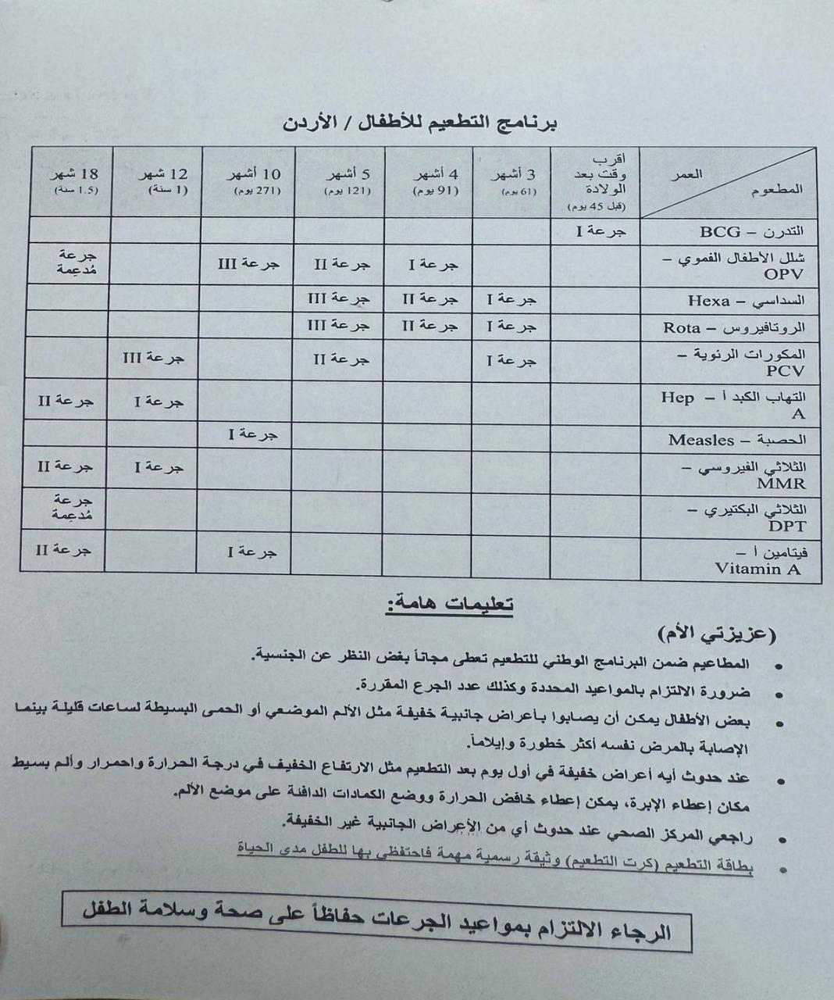 برنامج التطعيم للأطفال / الأردن
العمر
المطعوم
أقرب
وقت بعد
الولادة
(قبل 45 يوم)
3 أشهر
(61 يوم)
4 أشهر
(91 يوم)
5 أشهر
(121 يوم)
10 أشهر
(271 يوم)
12 شهر
(1 سنة)
18 شهر
(1.5 سنة)
التدرن – BCG
جرعة I
شلل الأطفال الفموي –
OPV
جرعة I
جرعة II
جرعة III
جرعة
مُدعِمة
السداسي – Hexa
جرعة I
جرعة II
جرعة III
الروتافيروس – Rota
جرعة I
جرعة II
جرعة III
المكورات الرئوية –
PCV
جرعة I
جرعة II
جرعة III
التهاب الكبد أ – Hep
A
جرعة I
جرعة II
الحصبة – Measles
جرعة I
الثلاثي الفيروسي –
MMR
جرعة I
جرعة II
الثلاثي البكتيري –
DPT
جرعة
مُدعِمة
فيتامين أ –
Vitamin A
جرعة I
جرعة II
تعليمات هامة:
(عزيزتي الأم)
• المطاعيم ضمن البرنامج الوطني للتطعيم تعطى مجاناً بغض النظر عن الجنسية.
• ضرورة الالتزام بالمواعيد المحددة وكذلك عدد الجرع المقررة.
• بعض الأطفال يمكن أن يصابوا بأعراض جانبية خفيفة مثل الألم الموضعي أو الحمى البسيطة لساعات قليلة بينما
الإصابة بالمرض نفسه أكثر خطورة وإيلاماً.
• عند حدوث أيه أعراض خفيفة في أول يوم بعد التطعيم مثل الارتفاع الخفيف في درجة الحرارة واحمرار وألم بسيط
مكان إعطاء الإبرة، يمكن إعطاء خافض الحرارة ووضع الكمادات الدافئة على موضع الألم.
• راجعي المركز الصحي عند حدوث أي من الأعراض الجانبية غير الخفيفة.
• بطاقة التطعيم (كرت التطعيم) وثيقة رسمية مهمة فاحتفظي بها للطفل مدى الحياة
الرجاء الالتزام بمواعيد الجرعات حفاظاً على صحة وسلامة الطفل